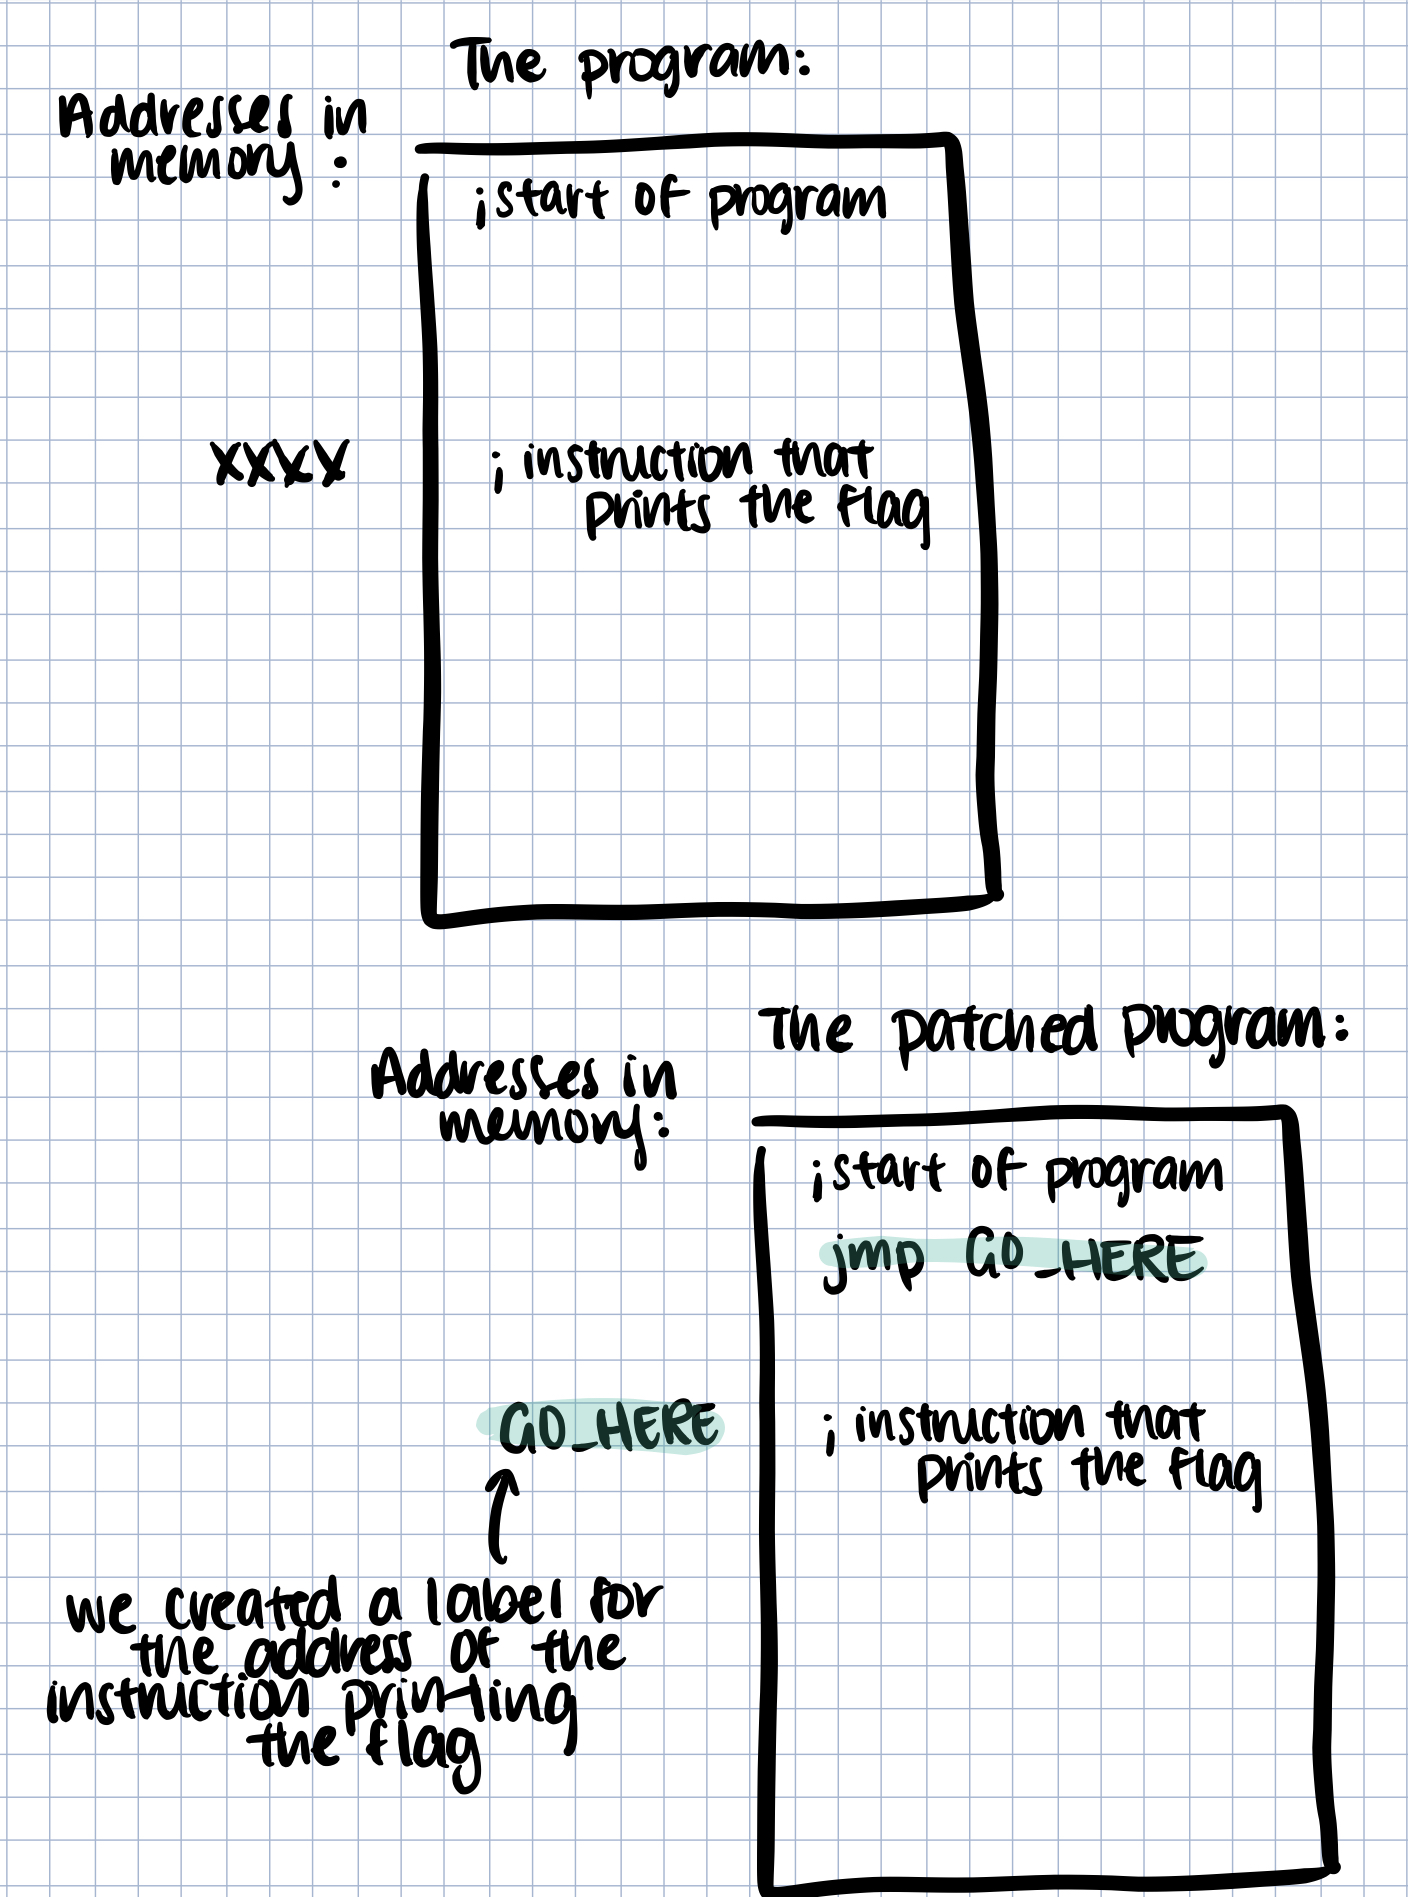 The program:
Addresses in
memory :
;start of program
XXXX
; instruction that
prints the flag
The patched program:
Addresses in
memory:
;start of program
jmp GO_HERE
GO_HERE
; instruction that
prints the flag
we created a label for
the address of the
instruction printing
the flag